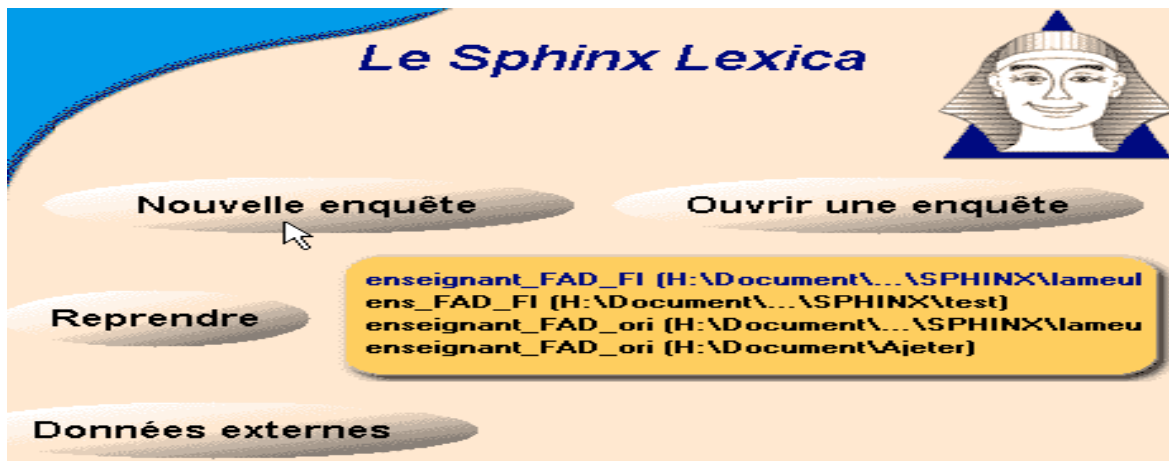 Le Sphinx Lexica
Nouvelle enquête
Ouvrir une enquête
Reprendre
enseignant_FAD_FI (H:\Document\...\SPHINX\lameul
ens_FAD_FI (H:\Document\...\SPHINX\test)
enseignant_FAD_ori (H:\Document\...\SPHINX\lameu
enseignant_FAD_ori (H:\Document\Ajeter)
Données externes